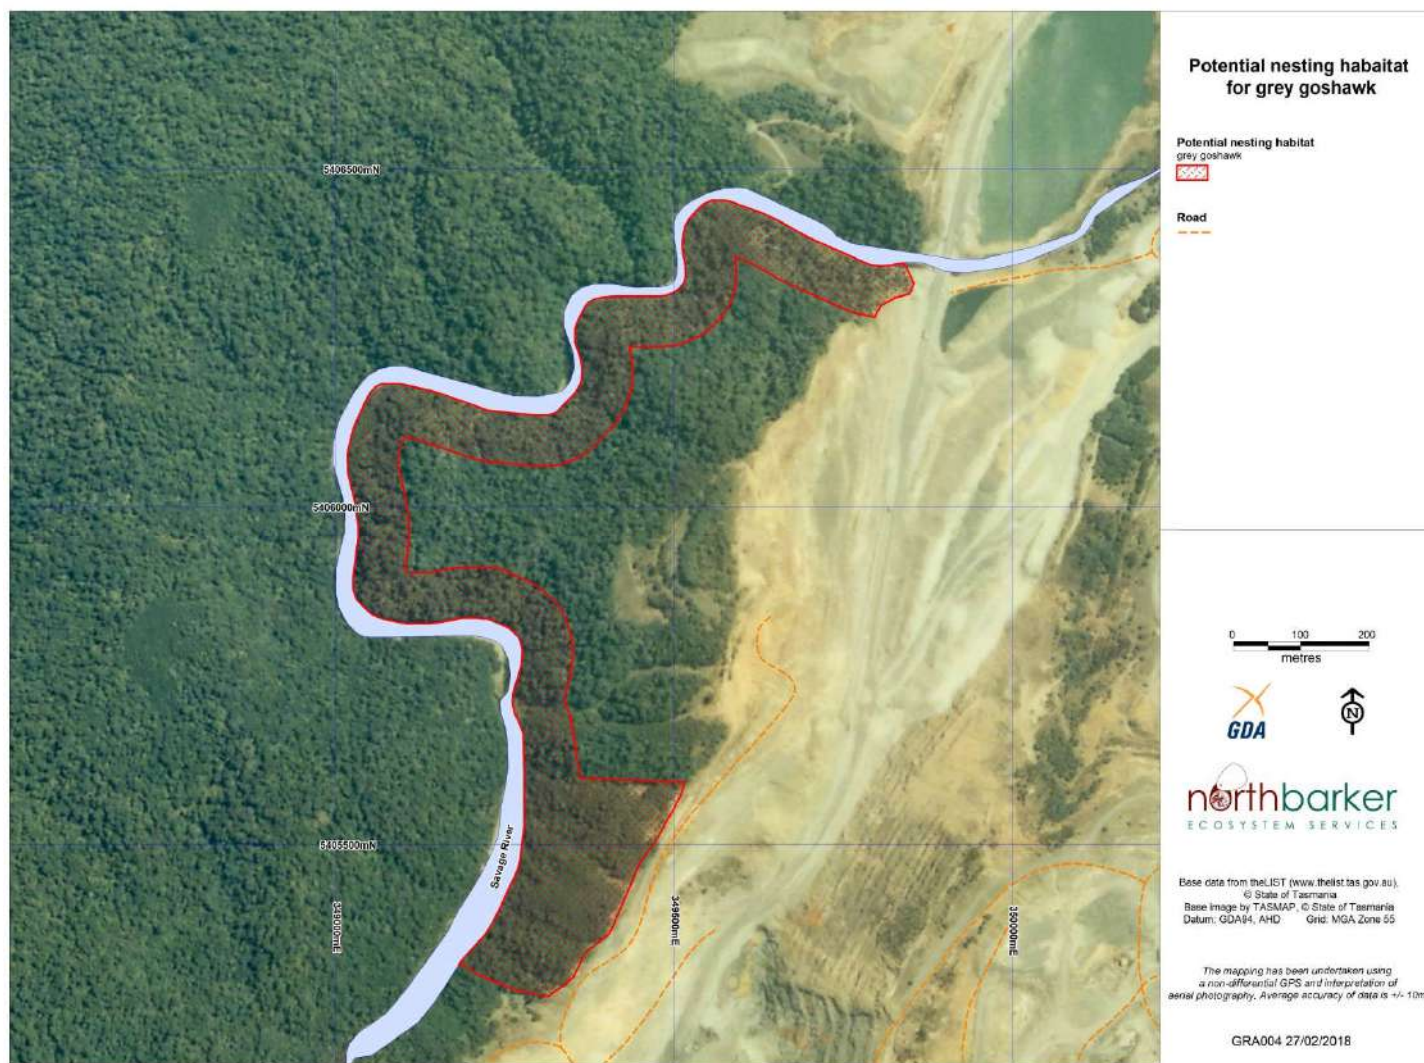 Potential nesting habaitat
for grey goshawk
Potential nesting habitat
grey goshawk
Road
5406500mN
5406000mN
5405500mN
Savage River
349000mE
349500mE
350000mE
0 100 200
metres
GDA
N
northbarker
ECOSYSTEM SERVICES
Base data from theLIST (www.thelist.tas.gov.au),
© State of Tasmania
Base image by TASMAP, © State of Tasmania
Datum: GDA94, AHD Grid: MGA Zone 55
The mapping has been undertaken using
a non-differential GPS and interpretation of
aerial photography. Average accuracy of data is +/- 10m
GRA004 27/02/2018